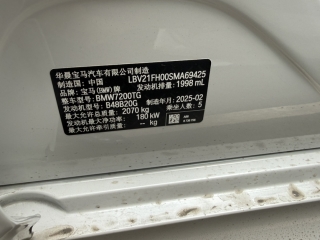 华晨宝马汽车有限公司制造
制造国：中国 LBV21FH00SMA69425
品牌：宝马(BMW)牌 发动机排量：1998 mL
整车型号：BMW7200TG
发动机型号：B48B20G 制造年月：2025-02
最大允许总质量：2070 kg 乘坐人数：5
发动机最大净功率：180 kW
最大允许牵引质量： kg